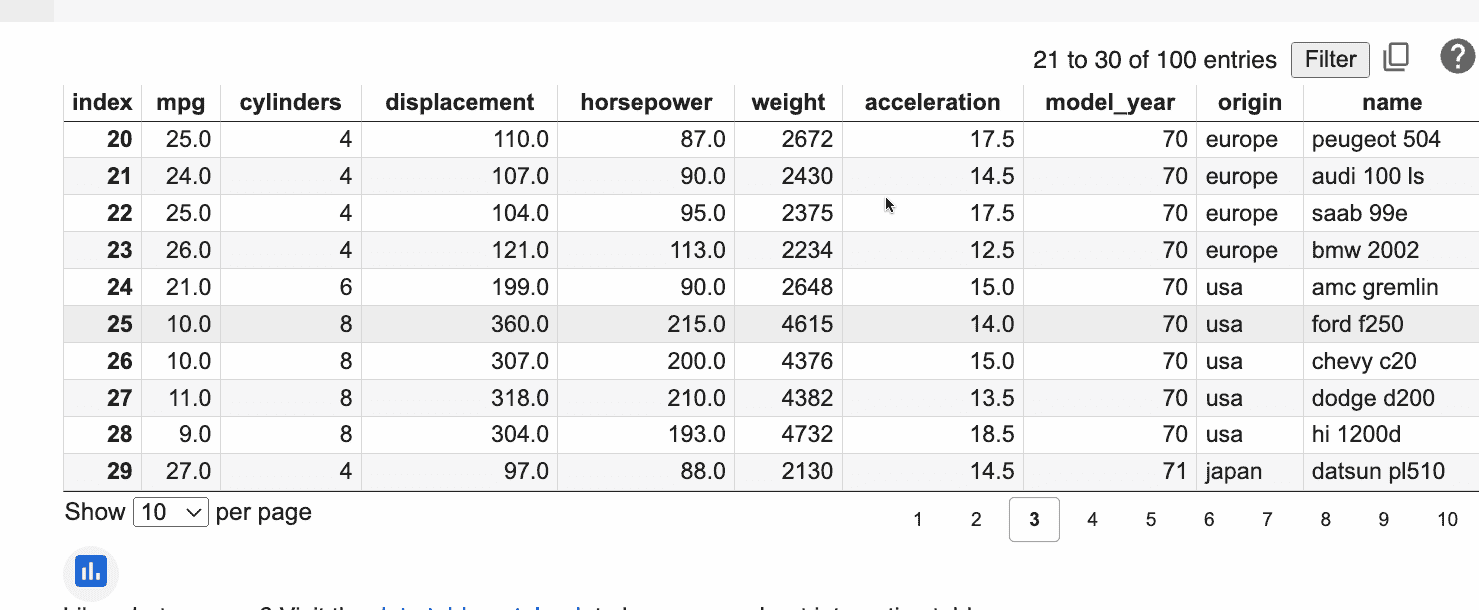 21 to 30 of 100 entries Filter ?
index mpg cylinders displacement horsepower weight acceleration model_year origin name
20 25.0 4 110.0 87.0 2672 17.5 70 europe peugeot 504
21 24.0 4 107.0 90.0 2430 14.5 70 europe audi 100 ls
22 25.0 4 104.0 95.0 2375 17.5 70 europe saab 99e
23 26.0 4 121.0 113.0 2234 12.5 70 europe bmw 2002
24 21.0 6 199.0 90.0 2648 15.0 70 usa amc gremlin
25 10.0 8 360.0 215.0 4615 14.0 70 usa ford f250
26 10.0 8 307.0 200.0 4376 15.0 70 usa chevy c20
27 11.0 8 318.0 210.0 4382 13.5 70 usa dodge d200
28 9.0 8 304.0 193.0 4732 18.5 70 usa hi 1200d
29 27.0 4 97.0 88.0 2130 14.5 71 japan datsun pl510
Show 10 per page 1 2 3 4 5 6 7 8 9 10